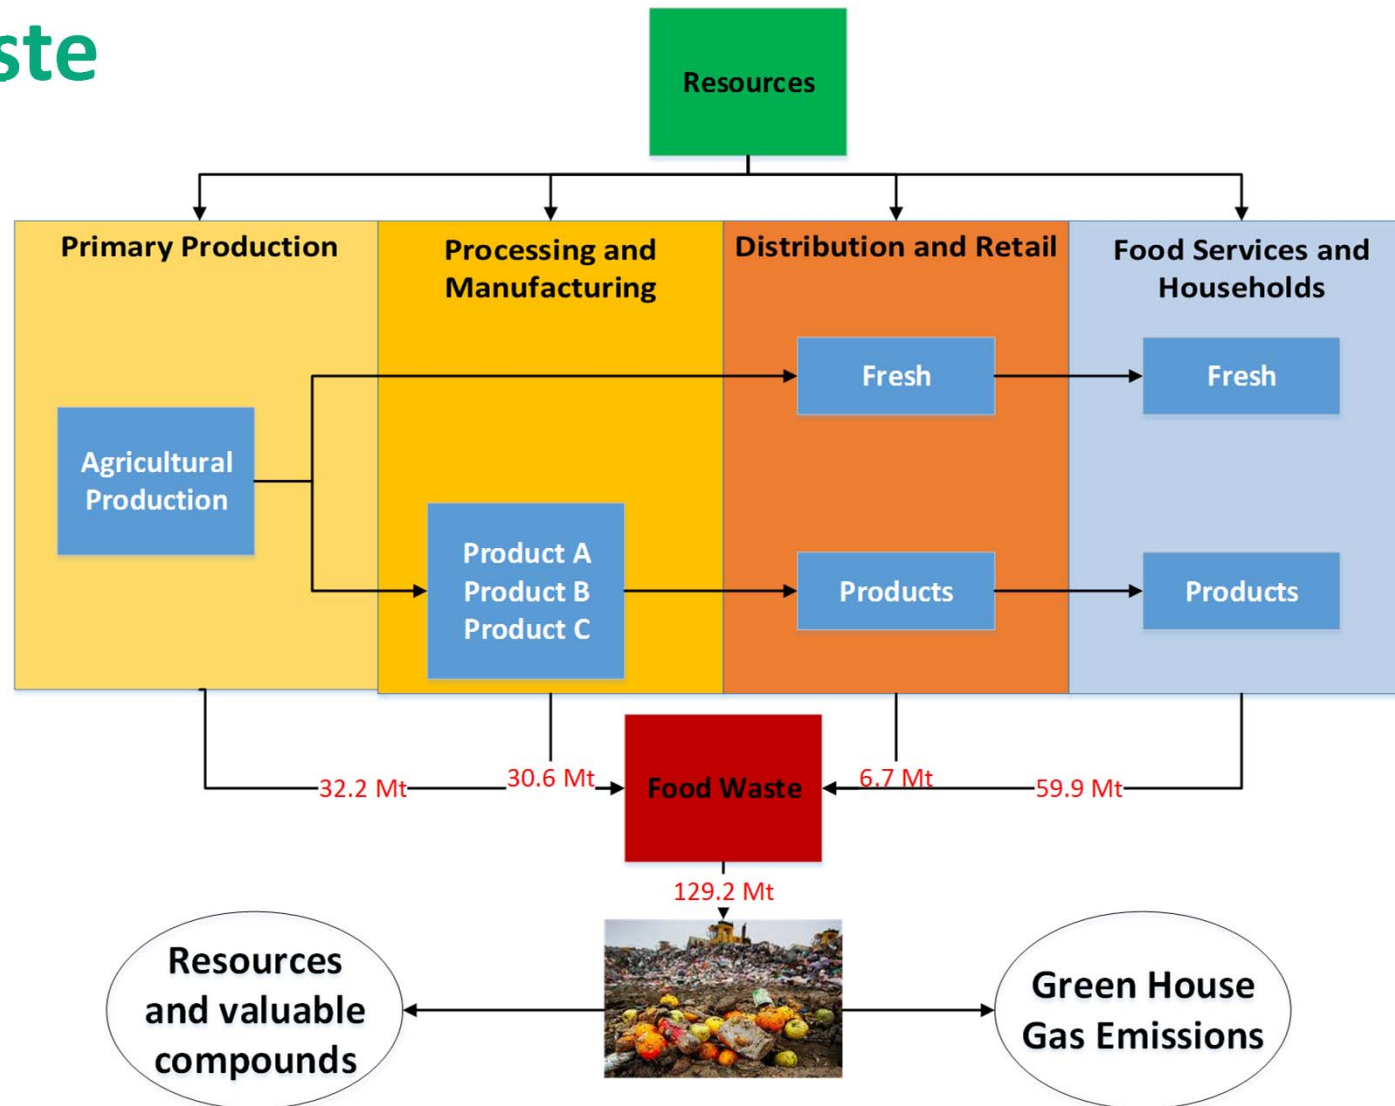 ste
Resources
Primary Production
Processing and
Manufacturing
Distribution and Retail
Food Services and
Households
Fresh
Fresh
Agricultural
Production
Product A
Product B
Product C
Products
Products
32.2 Mt
30.6 Mt
Food Waste
6.7 Mt
59.9 Mt
129.2 Mt
Resources
and valuable
compounds
Green House
Gas Emissions